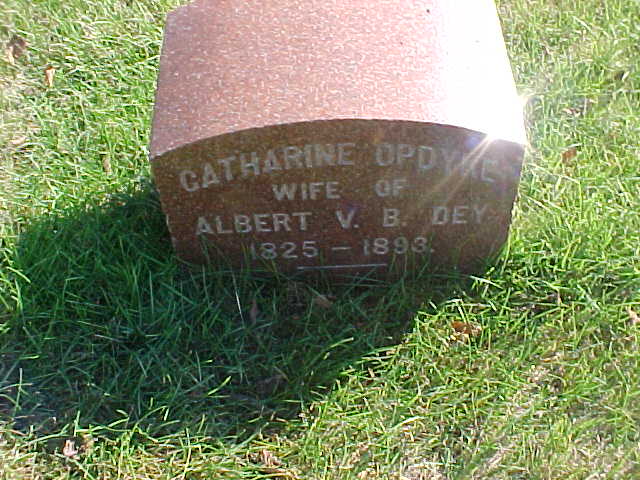 CATHARINE OPDYKE
WIFE OF
ALBERT V. B. DEY
1825 – 1893.